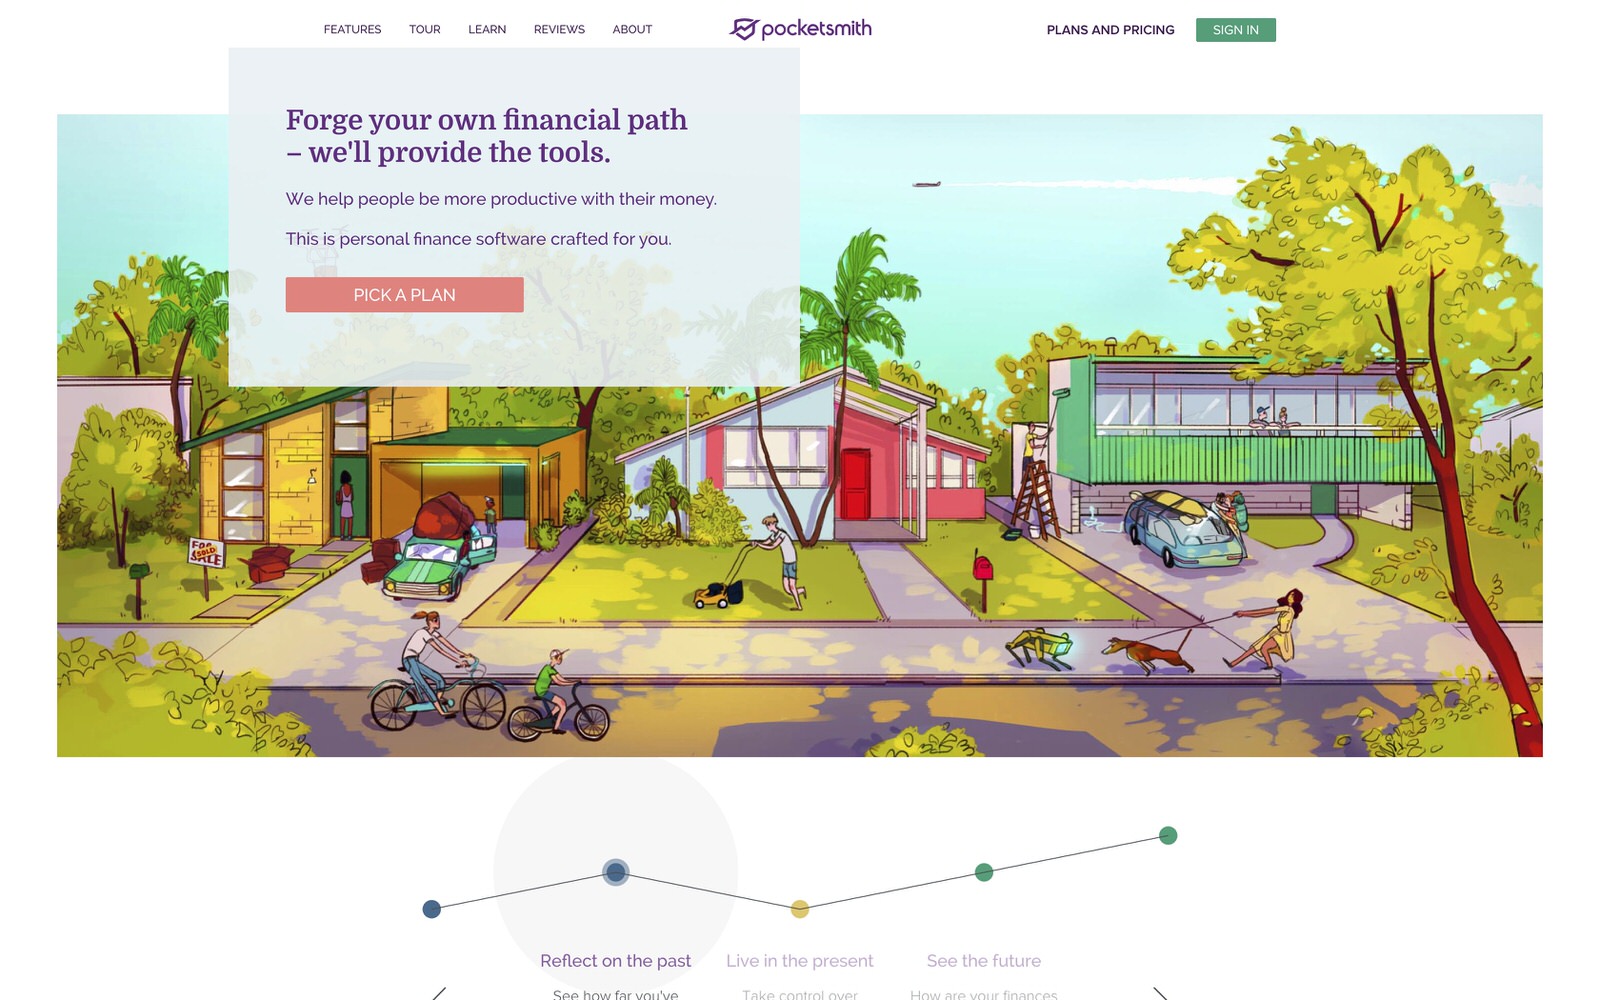 FEATURES TOUR LEARN REVIEWS ABOUT pocketsmith PLANS AND PRICING SIGN IN
Forge your own financial path
– we'll provide the tools.
We help people be more productive with their money.
This is personal finance software crafted for you.
PICK A PLAN
FOR
SOLD
SALE
Reflect on the past Live in the present See the future
See how far you've Take control over How are your finances